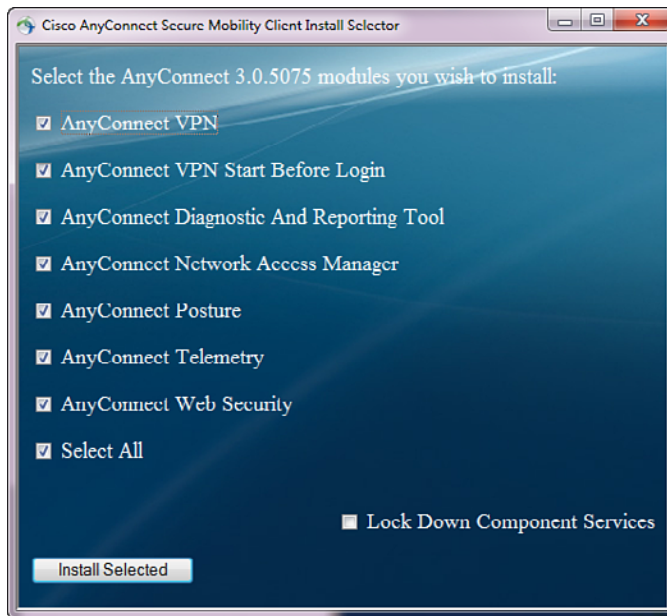 Cisco AnyConnect Secure Mobility Client Install Selector
Select the AnyConnect 3.0.5075 modules you wish to install:
AnyConnect VPN
AnyConnect VPN Start Before Login
AnyConnect Diagnostic And Reporting Tool
AnyConnect Network Access Manager
AnyConnect Posture
AnyConnect Telemetry
AnyConnect Web Security
Select All
Lock Down Component Services
Install Selected